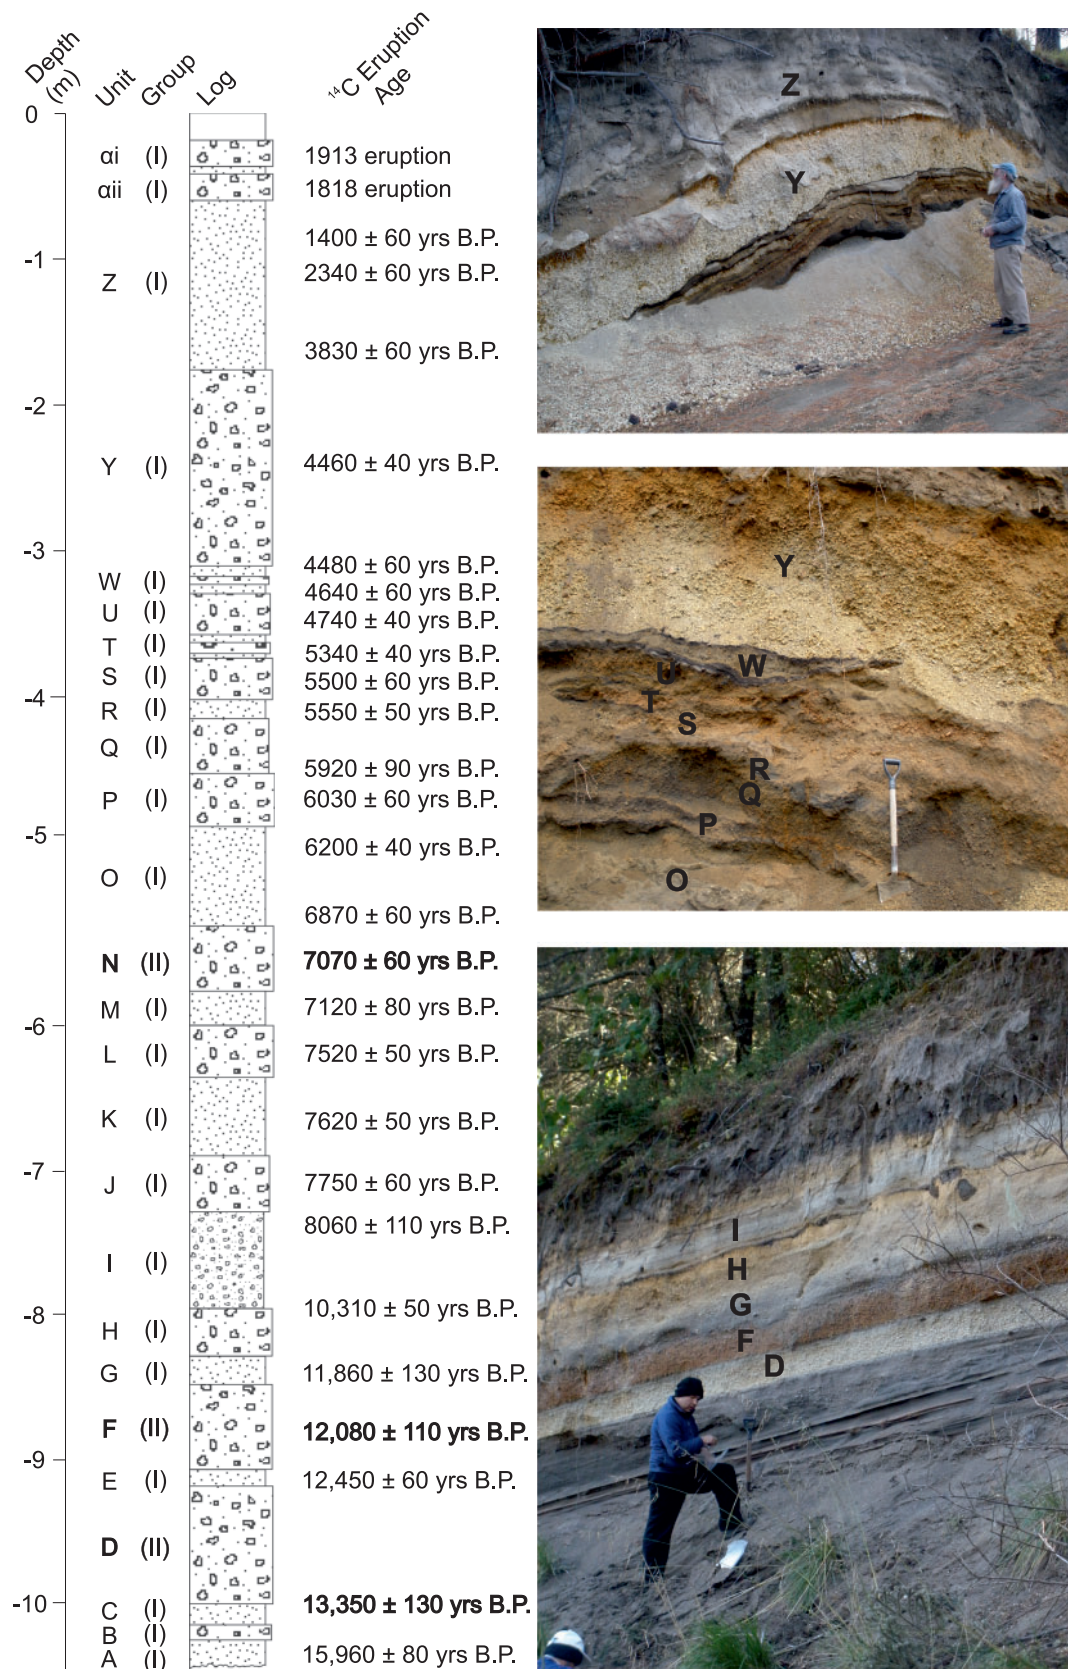 Depth (m) Unit Group Log ¹⁴C Eruption Age
0
αi (I) 1913 eruption
αii (I) 1818 eruption
1400 ± 60 yrs B.P.
-1
2340 ± 60 yrs B.P.
Z (I)
3830 ± 60 yrs B.P.
-2
Y (I) 4460 ± 40 yrs B.P.
-3
4480 ± 60 yrs B.P.
W (I)
4640 ± 60 yrs B.P.
U (I)
4740 ± 40 yrs B.P.
T (I)
5340 ± 40 yrs B.P.
S (I) 5500 ± 60 yrs B.P.
-4
R (I) 5550 ± 50 yrs B.P.
Q (I)
5920 ± 90 yrs B.P.
P (I) 6030 ± 60 yrs B.P.
-5
6200 ± 40 yrs B.P.
O (I)
6870 ± 60 yrs B.P.
N (II) 7070 ± 60 yrs B.P.
M (I) 7120 ± 80 yrs B.P.
-6
L (I) 7520 ± 50 yrs B.P.
K (I) 7620 ± 50 yrs B.P.
-7
J (I) 7750 ± 60 yrs B.P.
8060 ± 110 yrs B.P.
I (I)
10,310 ± 50 yrs B.P.
-8
H (I)
G (I) 11,860 ± 130 yrs B.P.
F (II) 12,080 ± 110 yrs B.P.
-9
E (I) 12,450 ± 60 yrs B.P.
D (II)
-10
13,350 ± 130 yrs B.P.
C (I)
B (I)
A (I) 15,960 ± 80 yrs B.P.
Z
Y
Y
W
U
T
S
R
Q
P
O
I
H
G
F
D